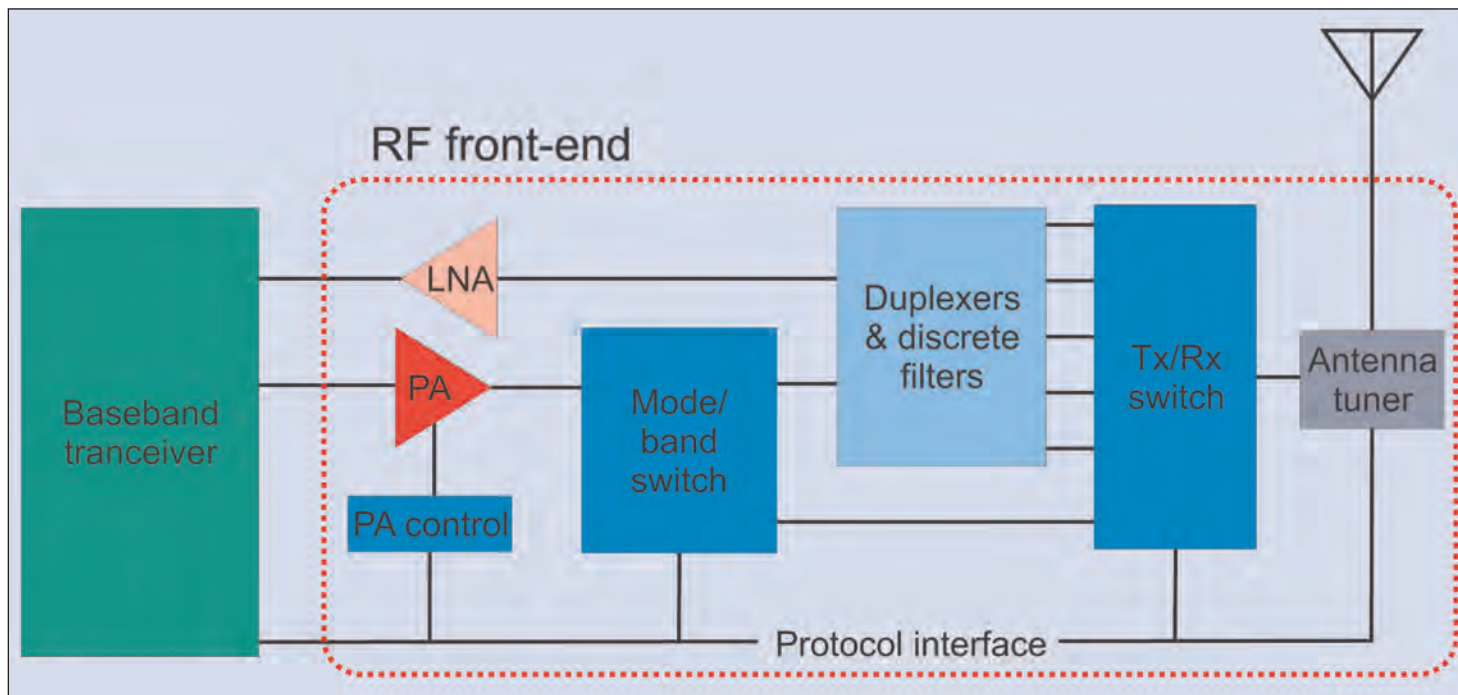 RF front-end
LNA
PA
PA control
Baseband
tranceiver
Mode/
band
switch
Duplexers
& discrete
filters
Tx/Rx
switch
Antenna
tuner
Protocol interface